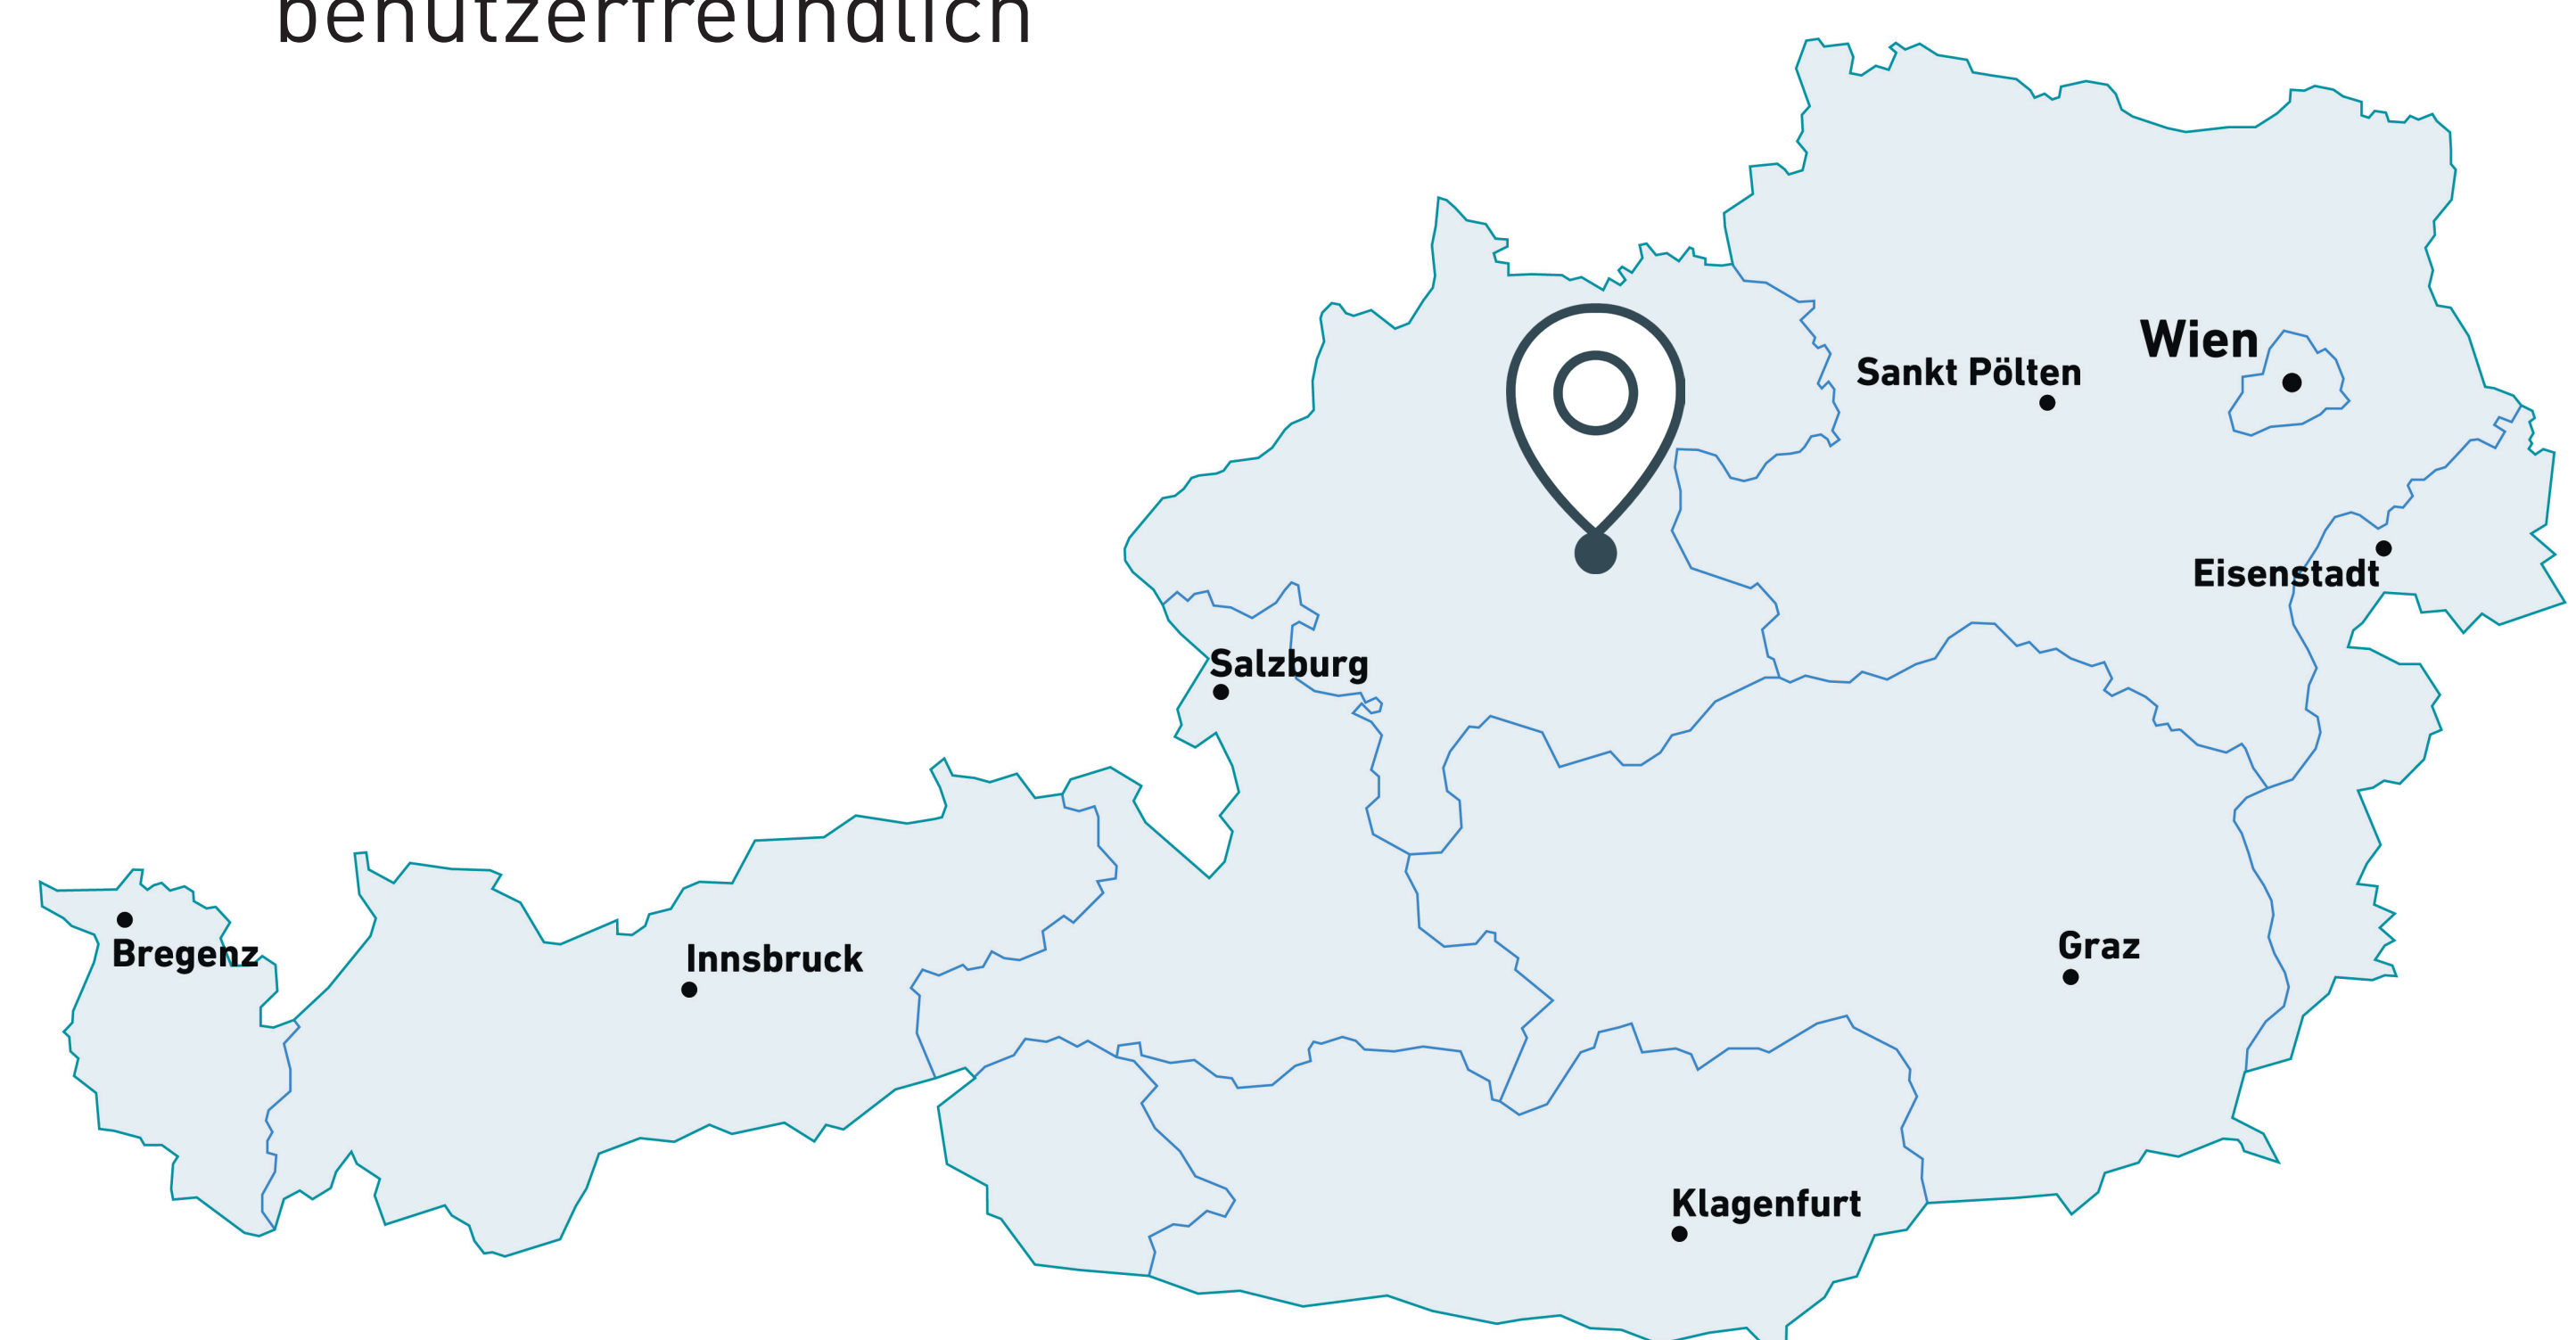 benutzerfreundlich
Wien
Sankt Pölten
Eisenstadt
Salzburg
Bregenz
Innsbruck
Graz
Klagenfurt